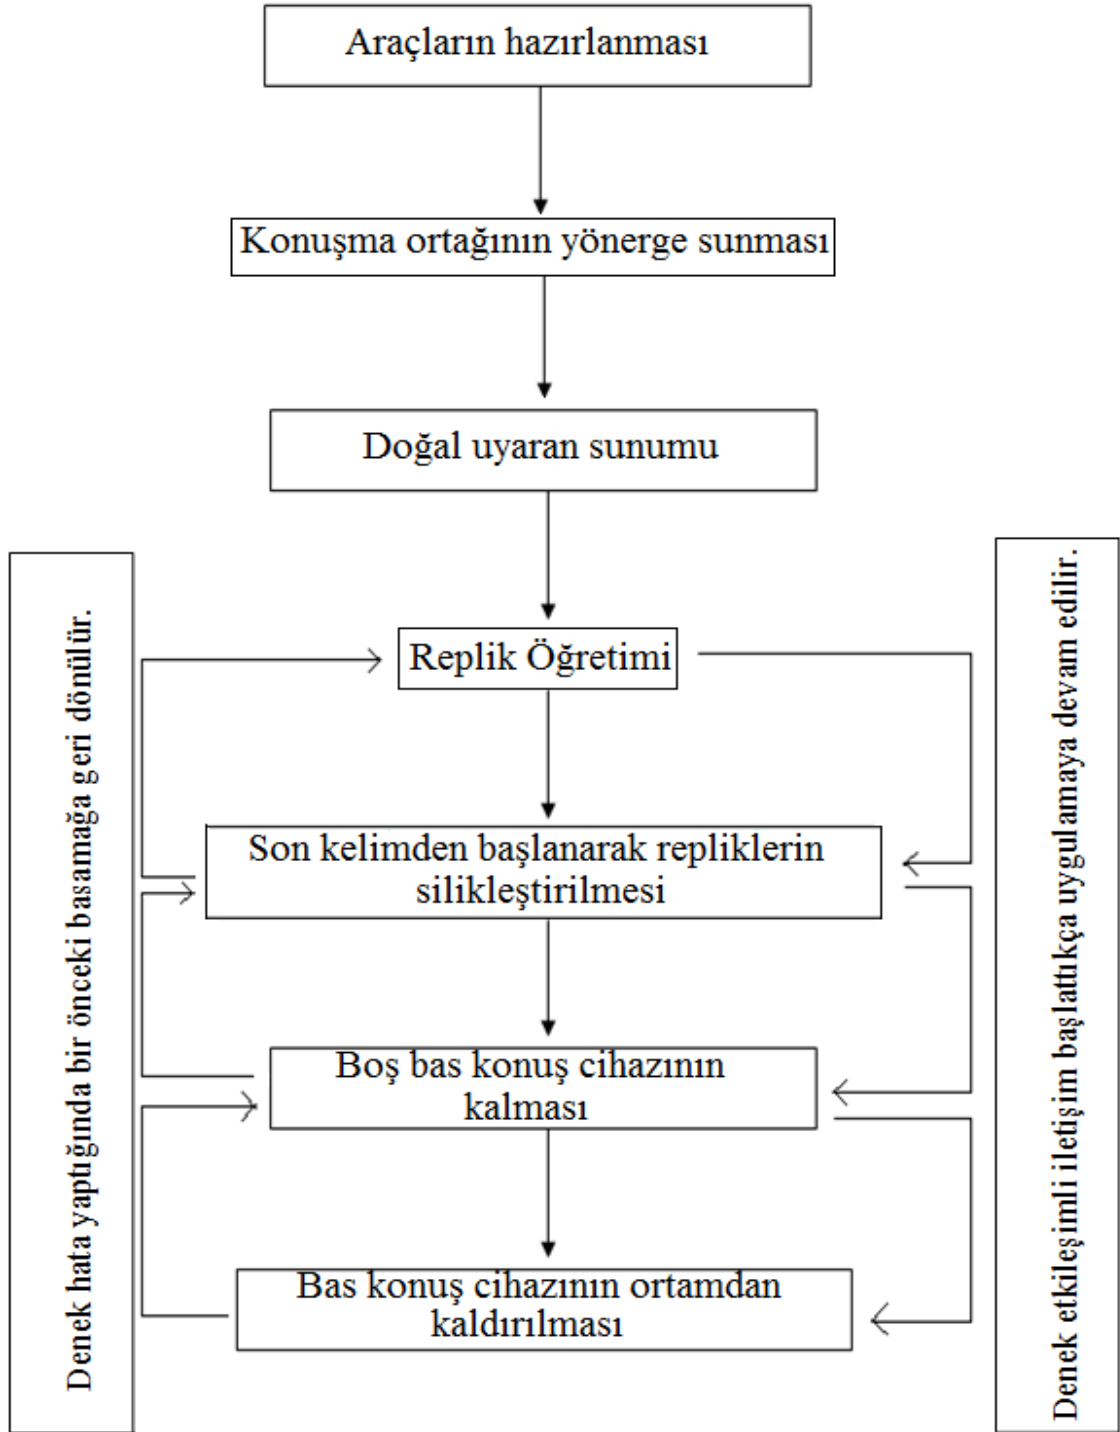 Araçların hazırlanması
Konuşma ortağının yönerge sunması
Doğal uyaran sunumu
Replik Öğretimi
Son kelimden başlanarak repliklerin
silikleştirilmesi
Boş bas konuş cihazının
kalması
Bas konuş cihazının ortamdan
kaldırılması
Denek hata yaptığında bir önceki basamağa geri dönülür.
Denek etkileşimli iletişim başlattıkça uygulamaya devam edilir.